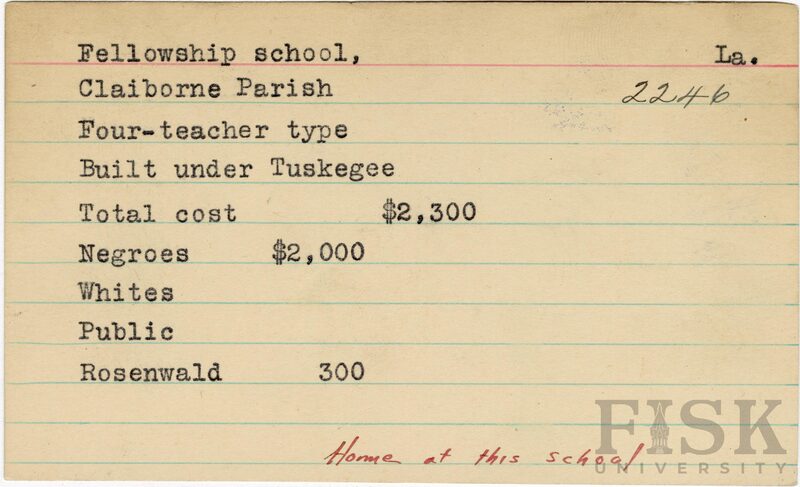 Fellowship school, La.
Claiborne Parish 2246
Four-teacher type
Built under Tuskegee
Total cost $2,300
Negroes $2,000
Whites
Public
Rosenwald 300
Home at this school
FISK
UNIVERSITY